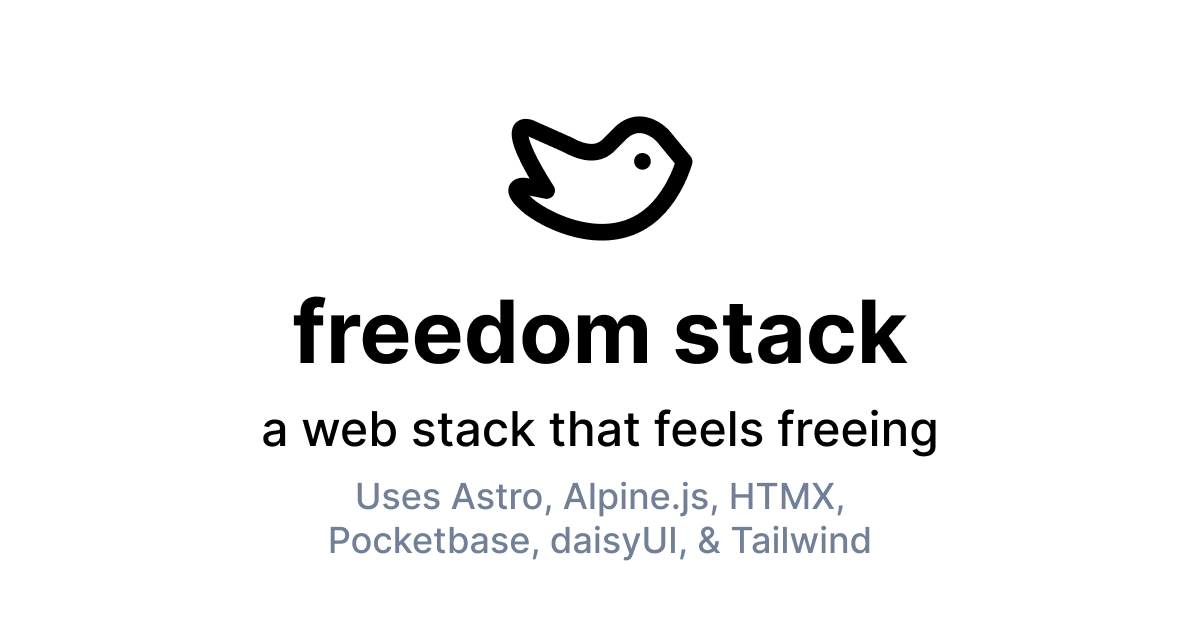 freedom stack
a web stack that feels freeing
Uses Astro, Alpine.js, HTMX,
Pocketbase, daisyUI, & Tailwind